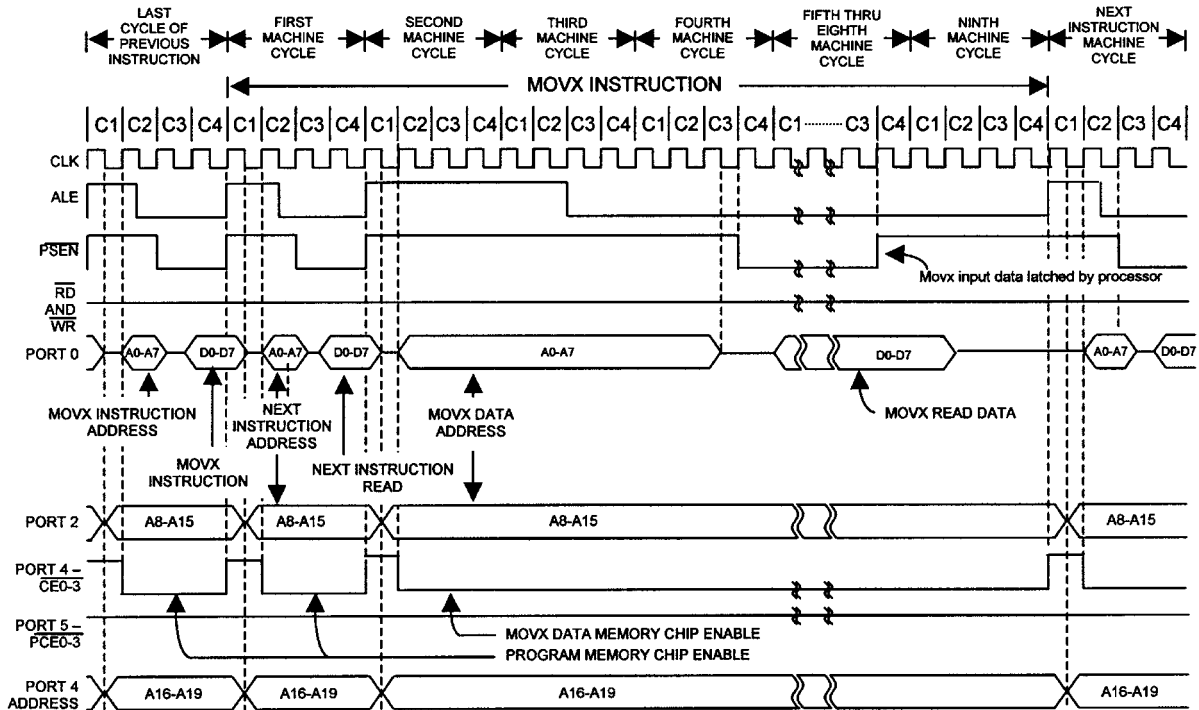 LAST
CYCLE OF
PREVIOUS
INSTRUCTION
FIRST
MACHINE
CYCLE
SECOND
MACHINE
CYCLE
THIRD
MACHINE
CYCLE
FOURTH
MACHINE
CYCLE
FIFTH THRU
EIGHTH
MACHINE
CYCLE
NINTH
MACHINE
CYCLE
NEXT
INSTRUCTION
MACHINE
CYCLE
MOVX INSTRUCTION
C1 C2 C3 C4 C1 C2 C3 C4 C1 C2 C3 C4 C1 C2 C3 C4 C1 C2 C3 C4 C1 ........ C3 C4 C1 C2 C3 C4 C1 C2 C3 C4
CLK
ALE
PSEN
Movx input data latched by processor
RD
AND
WR
PORT 0
A0-A7
D0-D7
A0-A7
D0-D7
A0-A7
D0-D7
A0-A7
D0-D7
MOVX INSTRUCTION
ADDRESS
NEXT
INSTRUCTION
ADDRESS
MOVX DATA
ADDRESS
MOVX READ DATA
MOVX
INSTRUCTION
NEXT INSTRUCTION
READ
PORT 2
A8-A15
A8-A15
A8-A15
A8-A15
PORT 4 –
CE0-3
PORT 5 –
PCE0-3
MOVX DATA MEMORY CHIP ENABLE
PROGRAM MEMORY CHIP ENABLE
PORT 4
ADDRESS
A16-A19
A16-A19
A16-A19
A16-A19